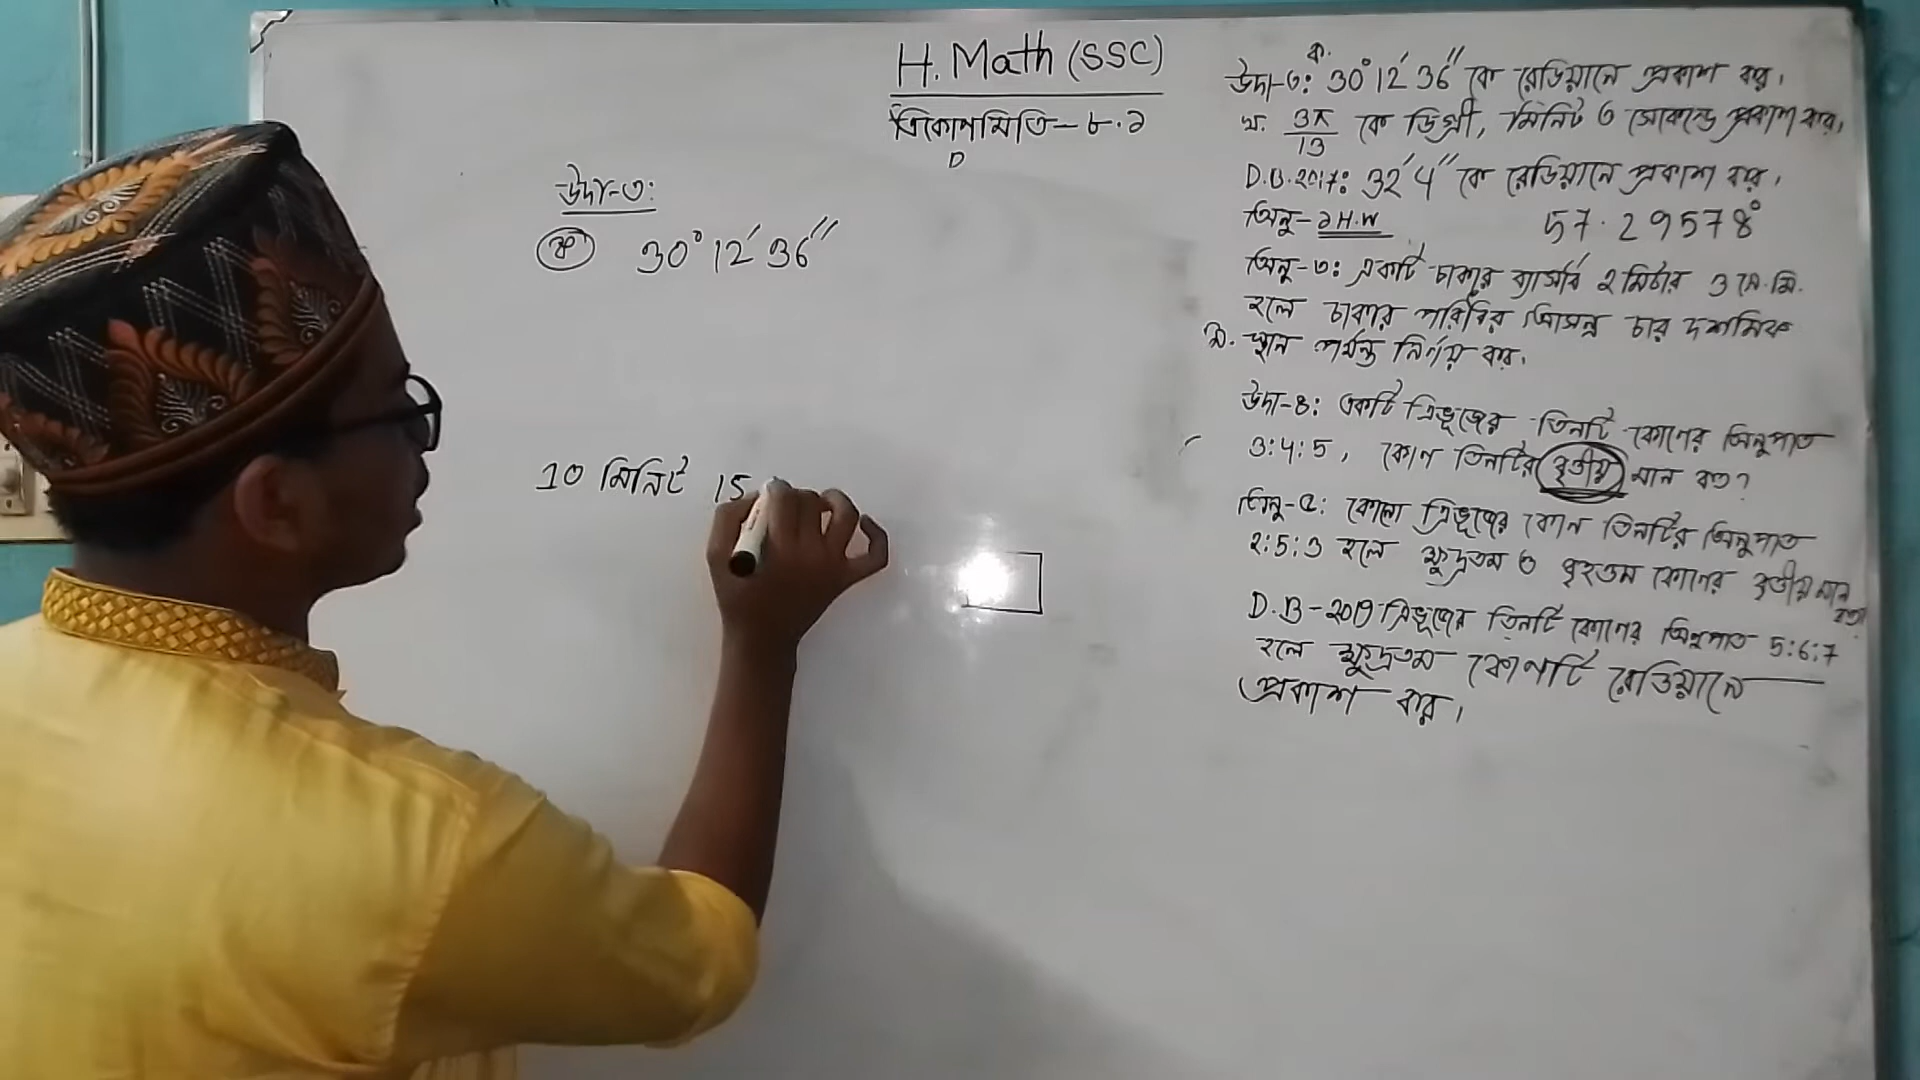 H. Math (SSC)
ত্রিকোণমিতি - ৮.১
D
উদা-৩:
ক 30° 12′ 36″
10 মিনিট 15
উদা-৩: ক. 30° 12′ 36″ কে রেডিয়ানে প্রকাশ কর।
খ. 3π/13 কে ডিগ্রী, মিনিট ও সেকেন্ডে প্রকাশ কর।
D.B.2017: 32′ 4″ কে রেডিয়ানে প্রকাশ কর।
অনু-১ H.W 57.29578°
অনু-৩: একটি চাকার ব্যাসার্ধ ২ মিটার 3 সে.মি.
হলে চাকার পরিধির আসন্ন চার দশমিক
স্থান পর্যন্ত নির্ণয় কর।
উদা-৪: একটি ত্রিভুজের তিনটি কোণের অনুপাত
3:4:5, কোণ তিনটির বৃত্তীয় মান কত?
অনু-৫: কোনো ত্রিভুজের কোণ তিনটির অনুপাত
2:5:3 হলে ক্ষুদ্রতম ও বৃহত্তম কোণের বৃত্তীয় মান কত?
D.B-2019 ত্রিভুজের তিনটি কোণের অনুপাত 5:6:7
হলে ক্ষুদ্রতম কোণটি রেডিয়ানে
প্রকাশ কর।